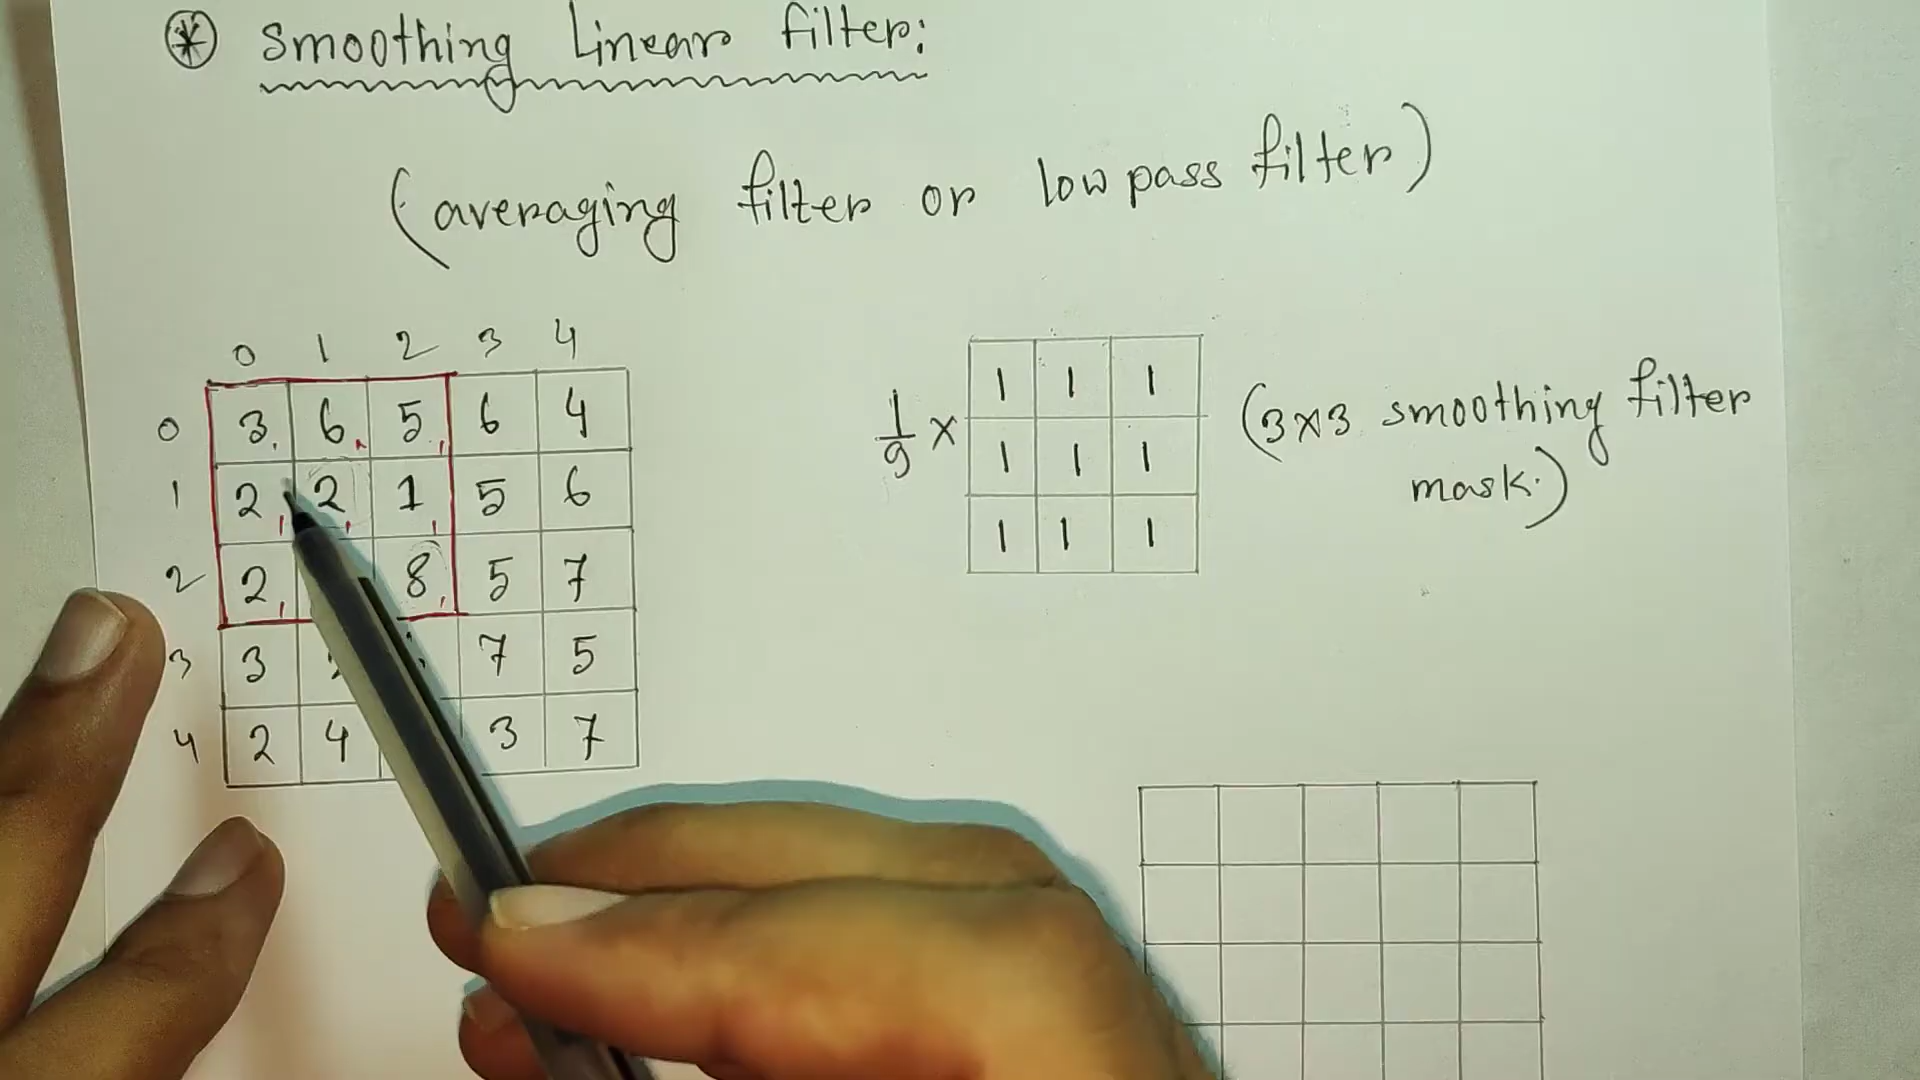 * Smoothing Linear filter:
(averaging filter or low pass filter)
0 1 2 3 4
0 3 6 5 6 4
1 2 2 1 5 6
2 2 8 5 7
3 3 7 5
4 2 4 3 7
1/9 ×
1 1 1
1 1 1
1 1 1
(3×3 smoothing filter
mask.)